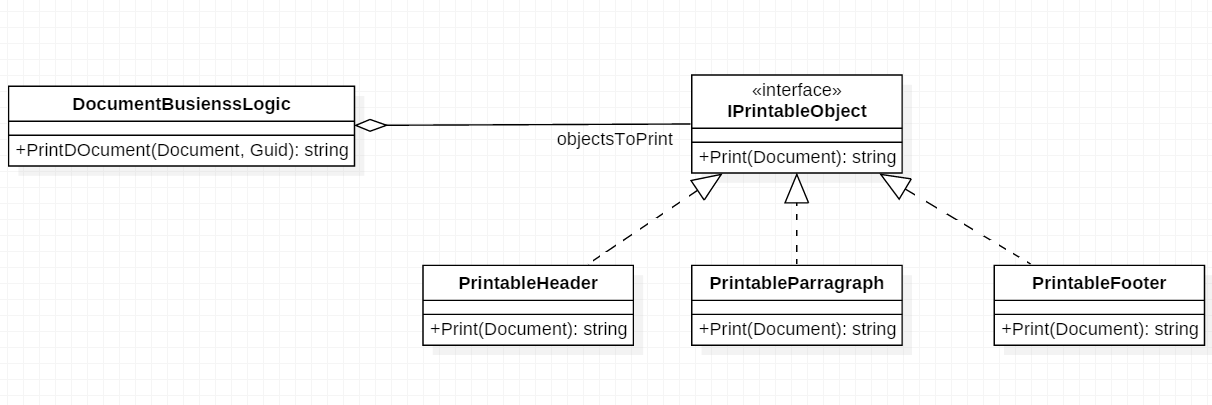 DocumentBusienssLogic
+PrintDOcument(Document, Guid): string
objectsToPrint
«interface»
IPrintableObject
+Print(Document): string
PrintableHeader
+Print(Document): string
PrintableParragraph
+Print(Document): string
PrintableFooter
+Print(Document): string